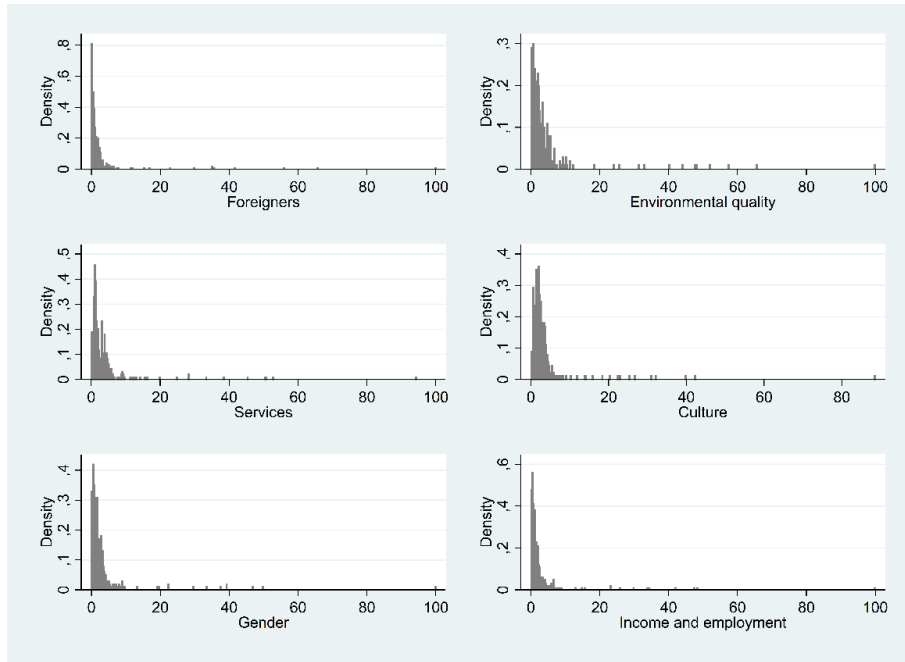 Density
0 ,2 ,4 ,6 ,8
0 20 40 60 80 100
Foreigners
Density
0 ,1 ,2 ,3
0 20 40 60 80 100
Environmental quality
Density
0 ,1 ,2 ,3 ,4 ,5
0 20 40 60 80 100
Services
Density
0 ,1 ,2 ,3 ,4
0 20 40 60 80
Culture
Density
0 ,1 ,2 ,3 ,4
0 20 40 60 80 100
Gender
Density
0 ,2 ,4 ,6
0 20 40 60 80 100
Income and employment